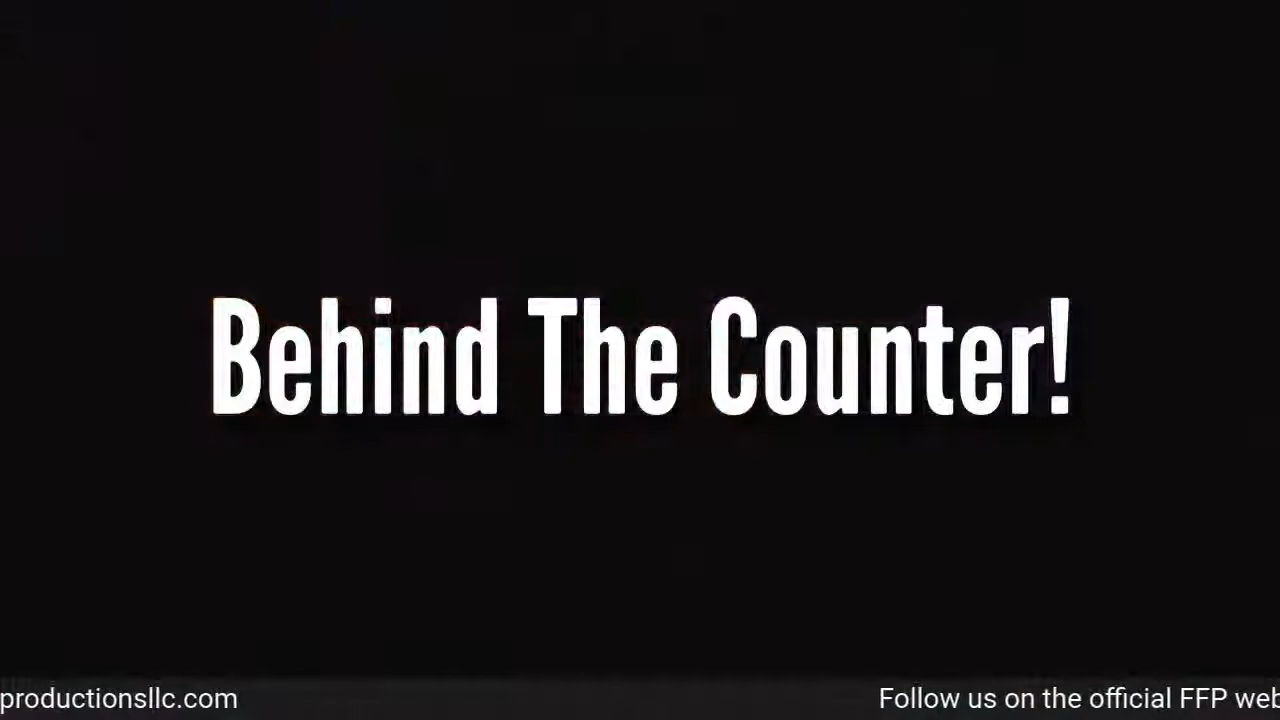 Behind The Counter!
productionsllc.com Follow us on the official FFP web